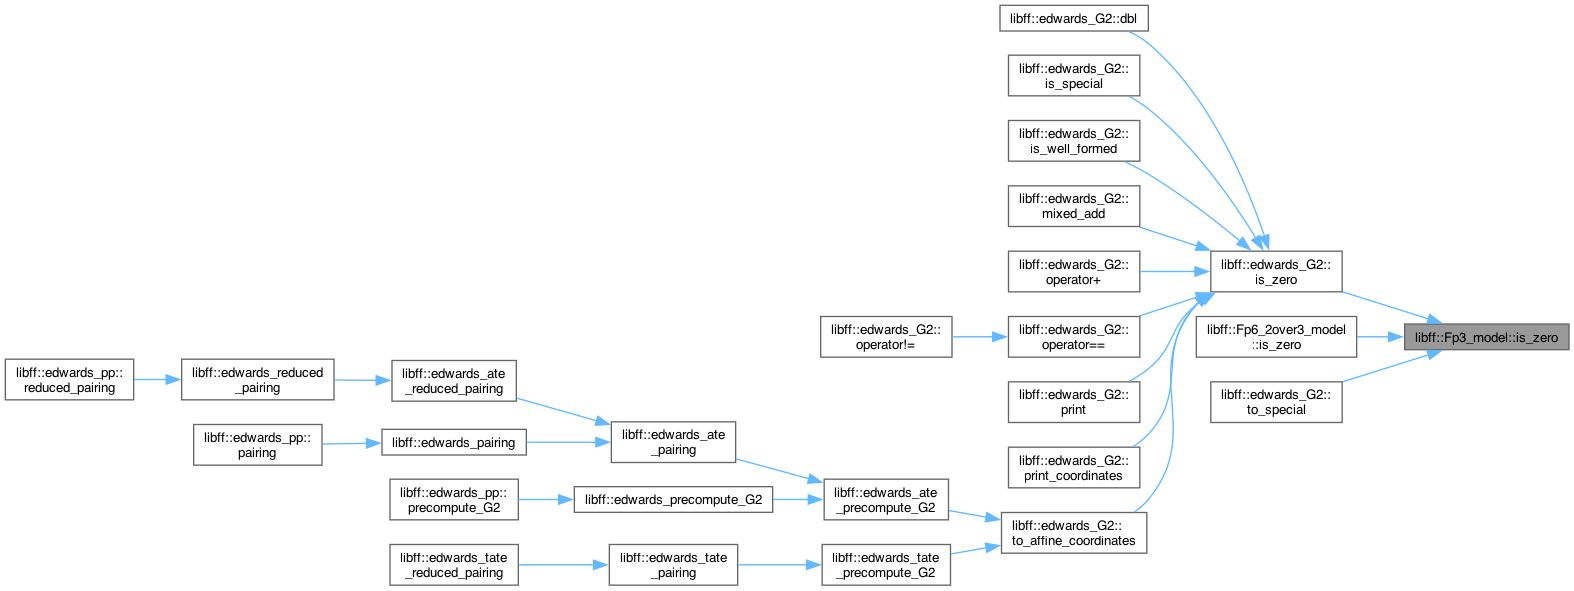 libff::edwards_G2::dbl
libff::edwards_G2::
is_special
libff::edwards_G2::
is_well_formed
libff::edwards_G2::
mixed_add
libff::edwards_G2::
operator+
libff::edwards_G2::
is_zero
libff::edwards_G2::
operator!=
libff::edwards_G2::
operator==
libff::Fp6_2over3_model
::is_zero
libff::Fp3_model::is_zero
libff::edwards_pp::
reduced_pairing
libff::edwards_reduced
_pairing
libff::edwards_ate
_reduced_pairing
libff::edwards_G2::
print
libff::edwards_G2::
to_special
libff::edwards_pp::
pairing
libff::edwards_pairing
libff::edwards_ate
_pairing
libff::edwards_G2::
print_coordinates
libff::edwards_pp::
precompute_G2
libff::edwards_precompute_G2
libff::edwards_ate
_precompute_G2
libff::edwards_G2::
to_affine_coordinates
libff::edwards_tate
_reduced_pairing
libff::edwards_tate
_pairing
libff::edwards_tate
_precompute_G2